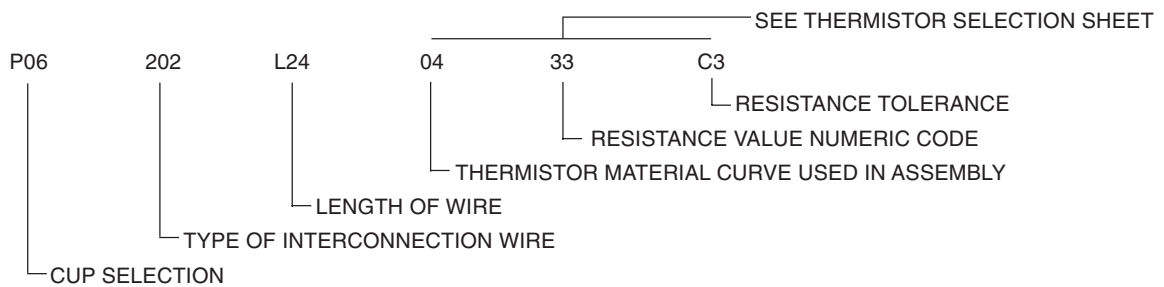 SEE THERMISTOR SELECTION SHEET
P06 202 L24 04 33 C3
RESISTANCE TOLERANCE
RESISTANCE VALUE NUMERIC CODE
THERMISTOR MATERIAL CURVE USED IN ASSEMBLY
LENGTH OF WIRE
TYPE OF INTERCONNECTION WIRE
CUP SELECTION